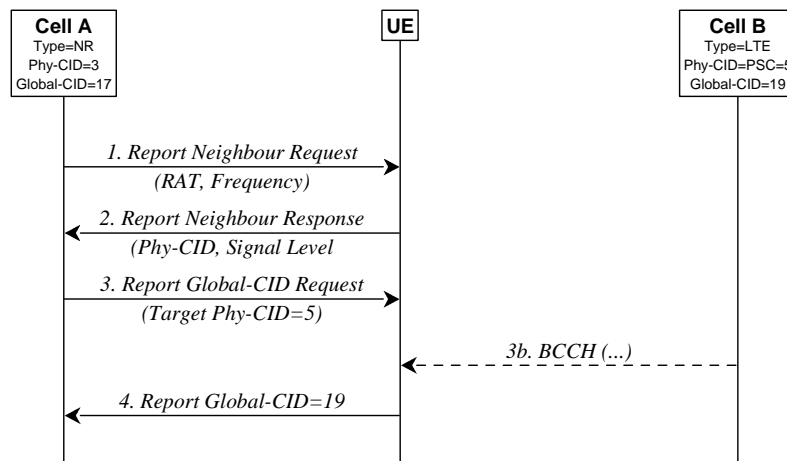 Cell A
Type=NR
Phy-CID=3
Global-CID=17
UE
Cell B
Type=LTE
Phy-CID=PSC=5
Global-CID=19
1. Report Neighbour Request
(RAT, Frequency)
2. Report Neighbour Response
(Phy-CID, Signal Level
3. Report Global-CID Request
(Target Phy-CID=5)
3b. BCCH (...)
4. Report Global-CID=19